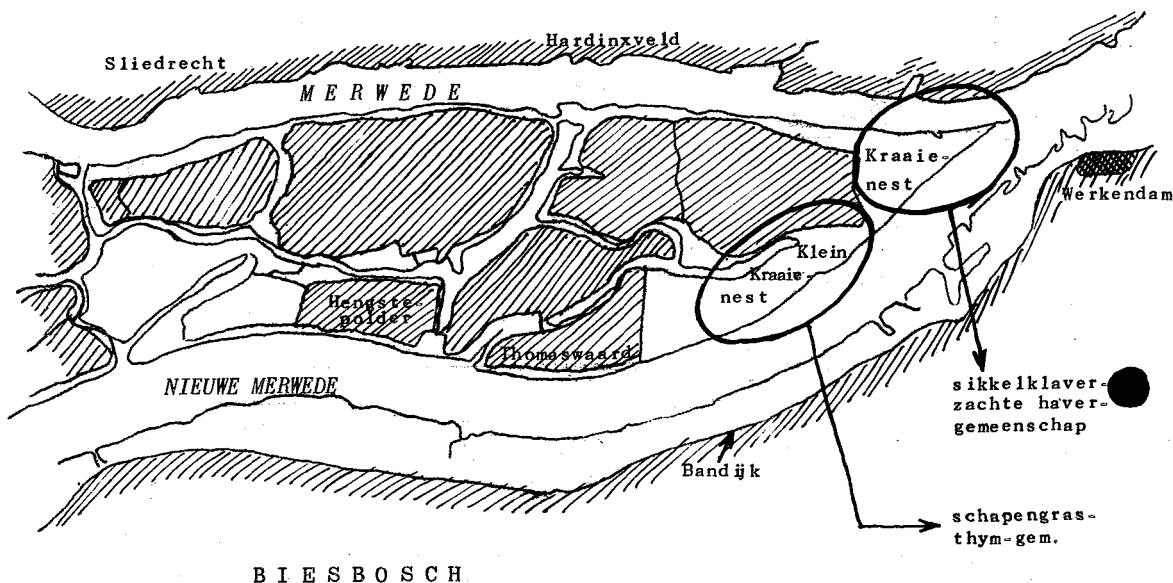 Hardinxveld
Sliedrecht
MERWEDE
Kraaie-
nest
Werkendam
Klein
Kraaie-
nest
Hengste-
polder
Thomaswaard
NIEUWE MERWEDE
sikkelklaver-
zachte haver-
gemeenschap
Bandijk
schapengras-
thym-gem.
BIESBOSCH